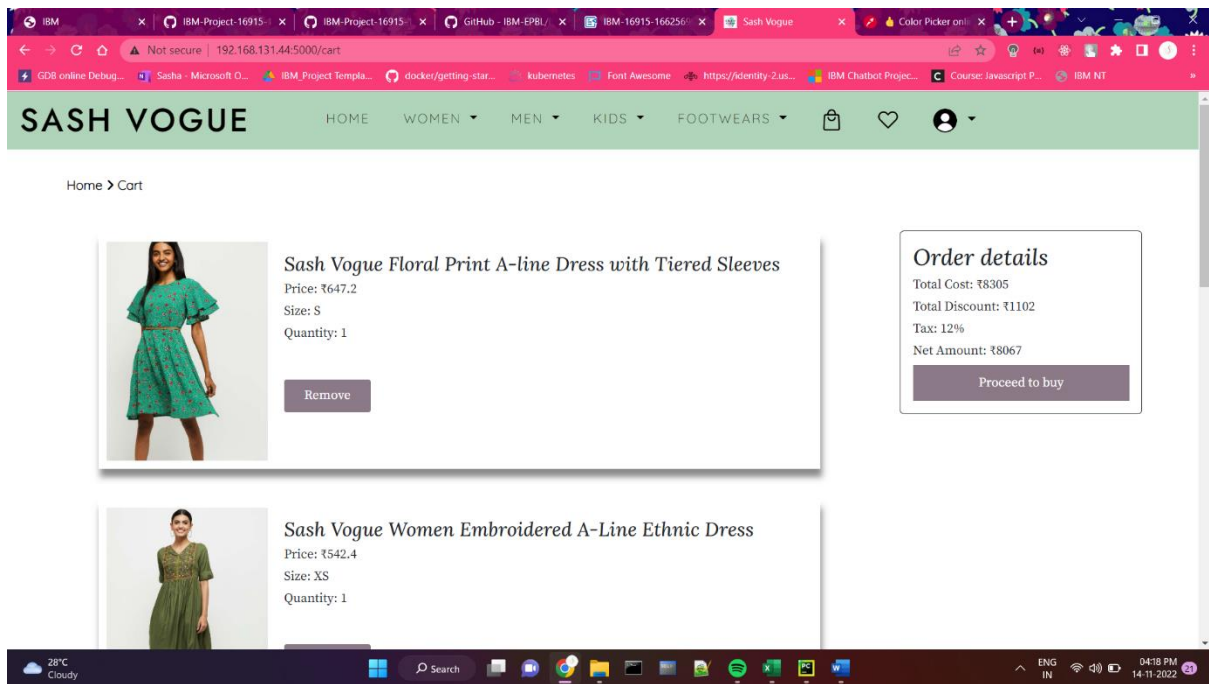 IBM
IBM-Project-16915-
IBM-Project-16915-
GitHub - IBM-EPBL/
IBM-16915-1662569
Sash Vogue
Color Picker onli
Not secure | 192.168.131.44:5000/cart
GDB online Debug...
Sasha - Microsoft O...
IBM_Project Templa...
docker/getting-star...
kubernetes
Font Awesome
https://identity-2.us...
IBM Chatbot Projec...
Course: Javascript P...
IBM NT
SASH VOGUE
HOME WOMEN MEN KIDS FOOTWEARS
Home > Cart
Sash Vogue Floral Print A-line Dress with Tiered Sleeves
Price: ₹647.2
Size: S
Quantity: 1
Remove
Order details
Total Cost: ₹8305
Total Discount: ₹1102
Tax: 12%
Net Amount: ₹8067
Proceed to buy
Sash Vogue Women Embroidered A-Line Ethnic Dress
Price: ₹542.4
Size: XS
Quantity: 1
28°C
Cloudy
Search
ENG
IN
04:18 PM
14-11-2022
21